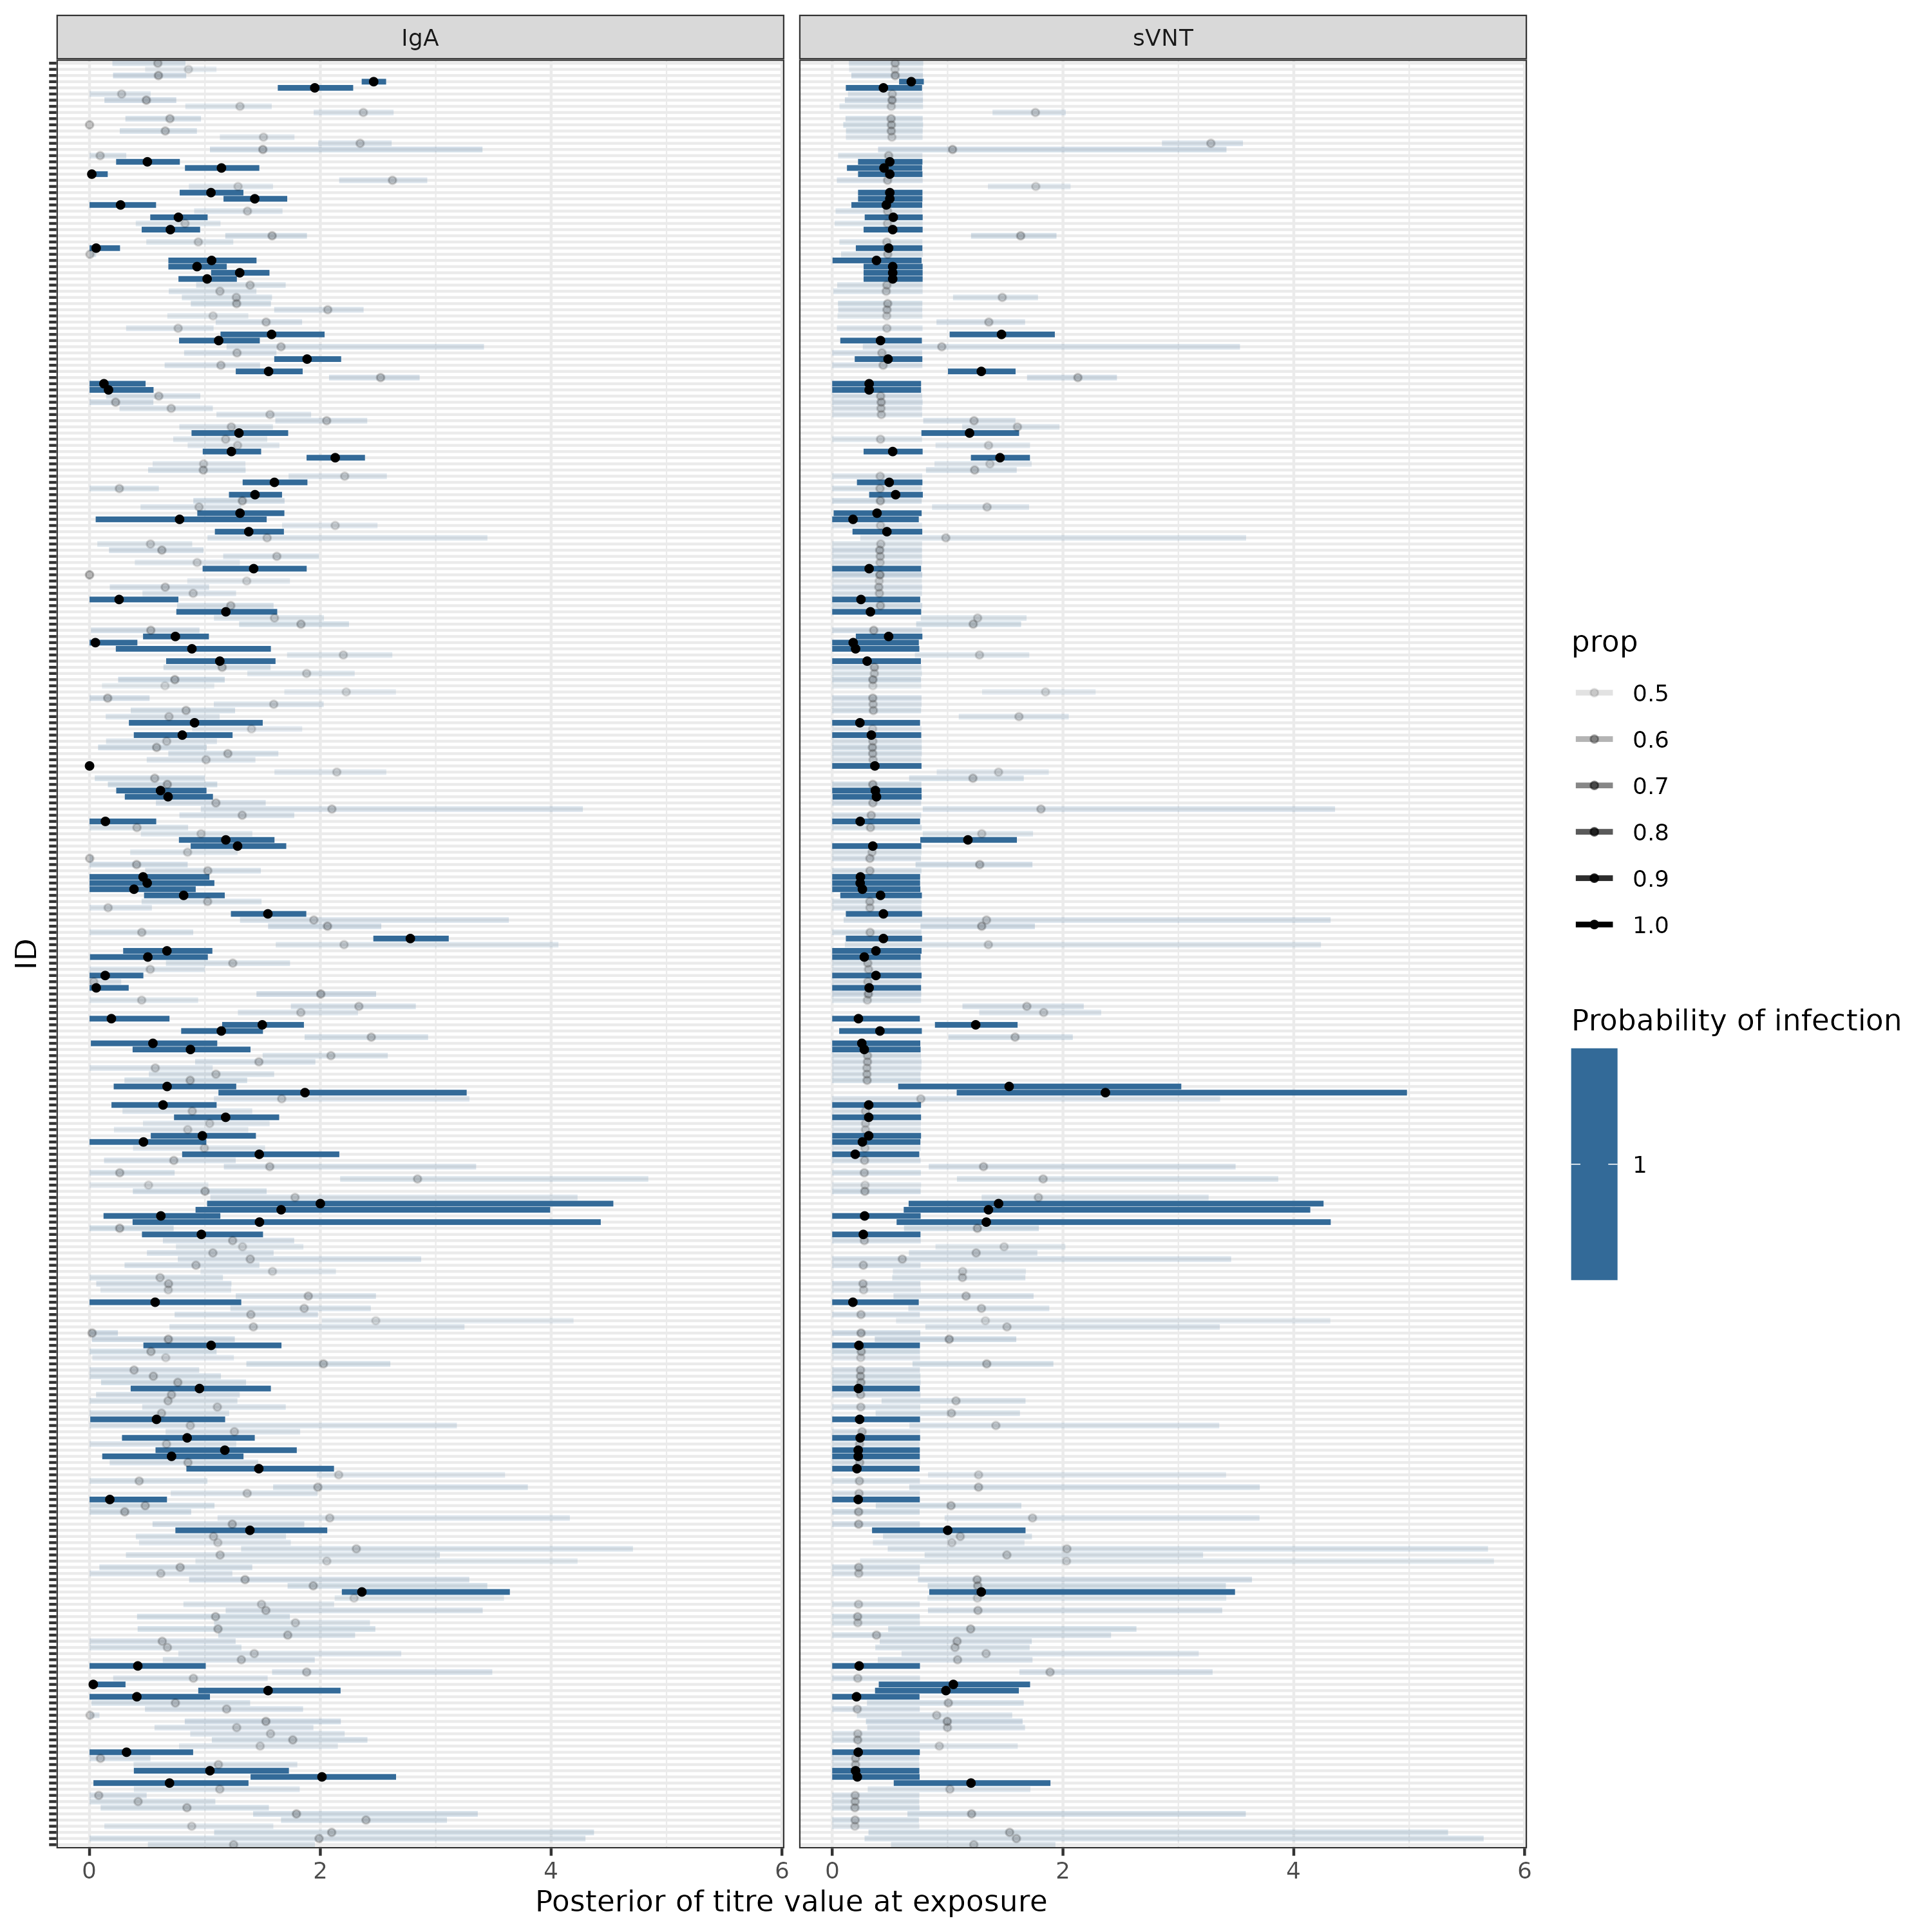 IgA
sVNT
ID
prop
0.5
0.6
0.7
0.8
0.9
1.0
Probability of infection
1
0 2 4 6
0 2 4 6
Posterior of titre value at exposure